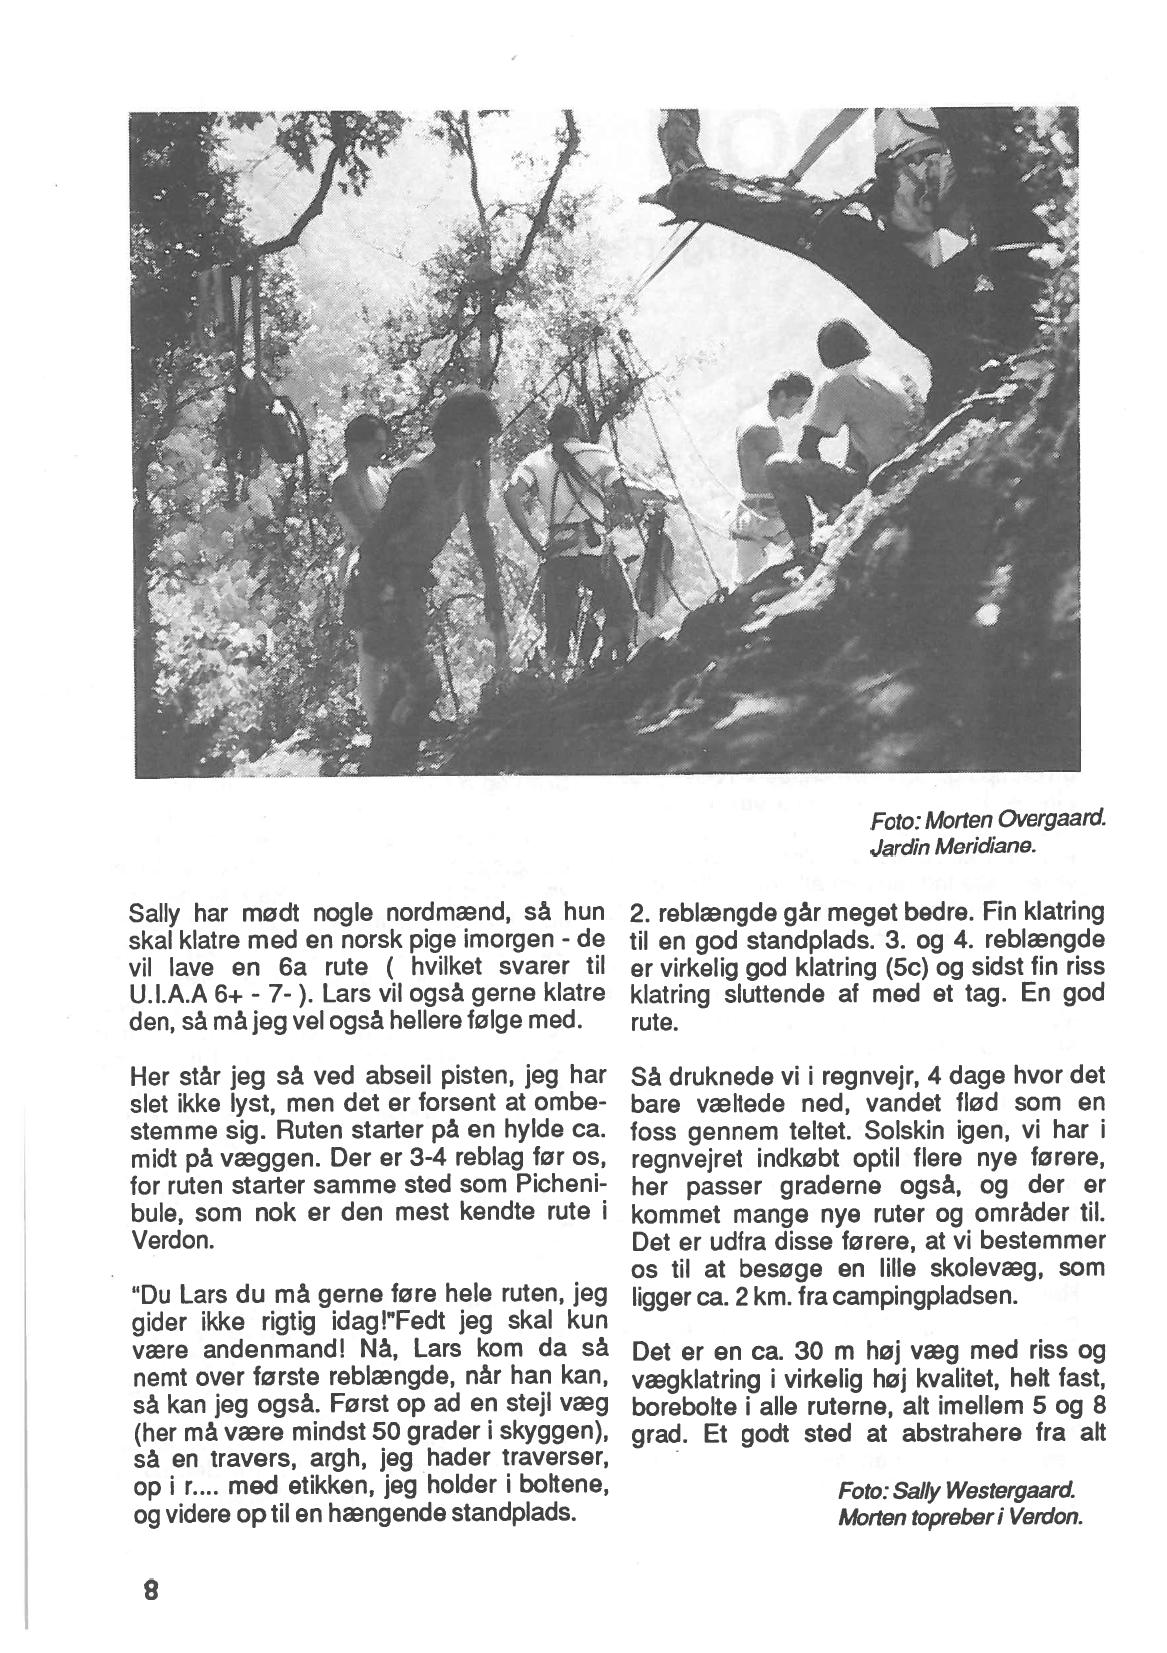 Foto: Morten Overgaard.
Jardin Meridiane.
Sally har mødt nogle nordmænd, så hun
skal klatre med en norsk pige imorgen - de
vil lave en 6a rute ( hvilket svarer til
U.I.A.A 6+ - 7- ). Lars vil også gerne klatre
den, så må jeg vel også hellere følge med.
Her står jeg så ved abseil pisten, jeg har
slet ikke lyst, men det er forsent at ombe-
stemme sig. Ruten starter på en hylde ca.
midt på væggen. Der er 3-4 reblag før os,
for ruten starter samme sted som Picheni-
bule, som nok er den mest kendte rute i
Verdon.
"Du Lars du må gerne føre hele ruten, jeg
gider ikke rigtig idag!"Fedt jeg skal kun
være andenmand! Nå, Lars kom da så
nemt over første reblængde, når han kan,
så kan jeg også. Først op ad en stejl væg
(her må være mindst 50 grader i skyggen),
så en travers, argh, jeg hader traverser,
op i r.... med etikken, jeg holder i boltene,
og videre op til en hængende standplads.
2. reblængde går meget bedre. Fin klatring
til en god standplads. 3. og 4. reblængde
er virkelig god klatring (5c) og sidst fin riss
klatring sluttende af med et tag. En god
rute.
Så druknede vi i regnvejr, 4 dage hvor det
bare væltede ned, vandet flød som en
foss gennem teltet. Solskin igen, vi har i
regnvejret indkøbt optil flere nye førere,
her passer graderne også, og der er
kommet mange nye ruter og områder til.
Det er udfra disse førere, at vi bestemmer
os til at besøge en lille skolevæg, som
ligger ca. 2 km. fra campingpladsen.
Det er en ca. 30 m høj væg med riss og
vægklatring i virkelig høj kvalitet, helt fast,
borebolte i alle ruterne, alt imellem 5 og 8
grad. Et godt sted at abstrahere fra alt
Foto: Sally Westergaard.
Morten topreber i Verdon.
8